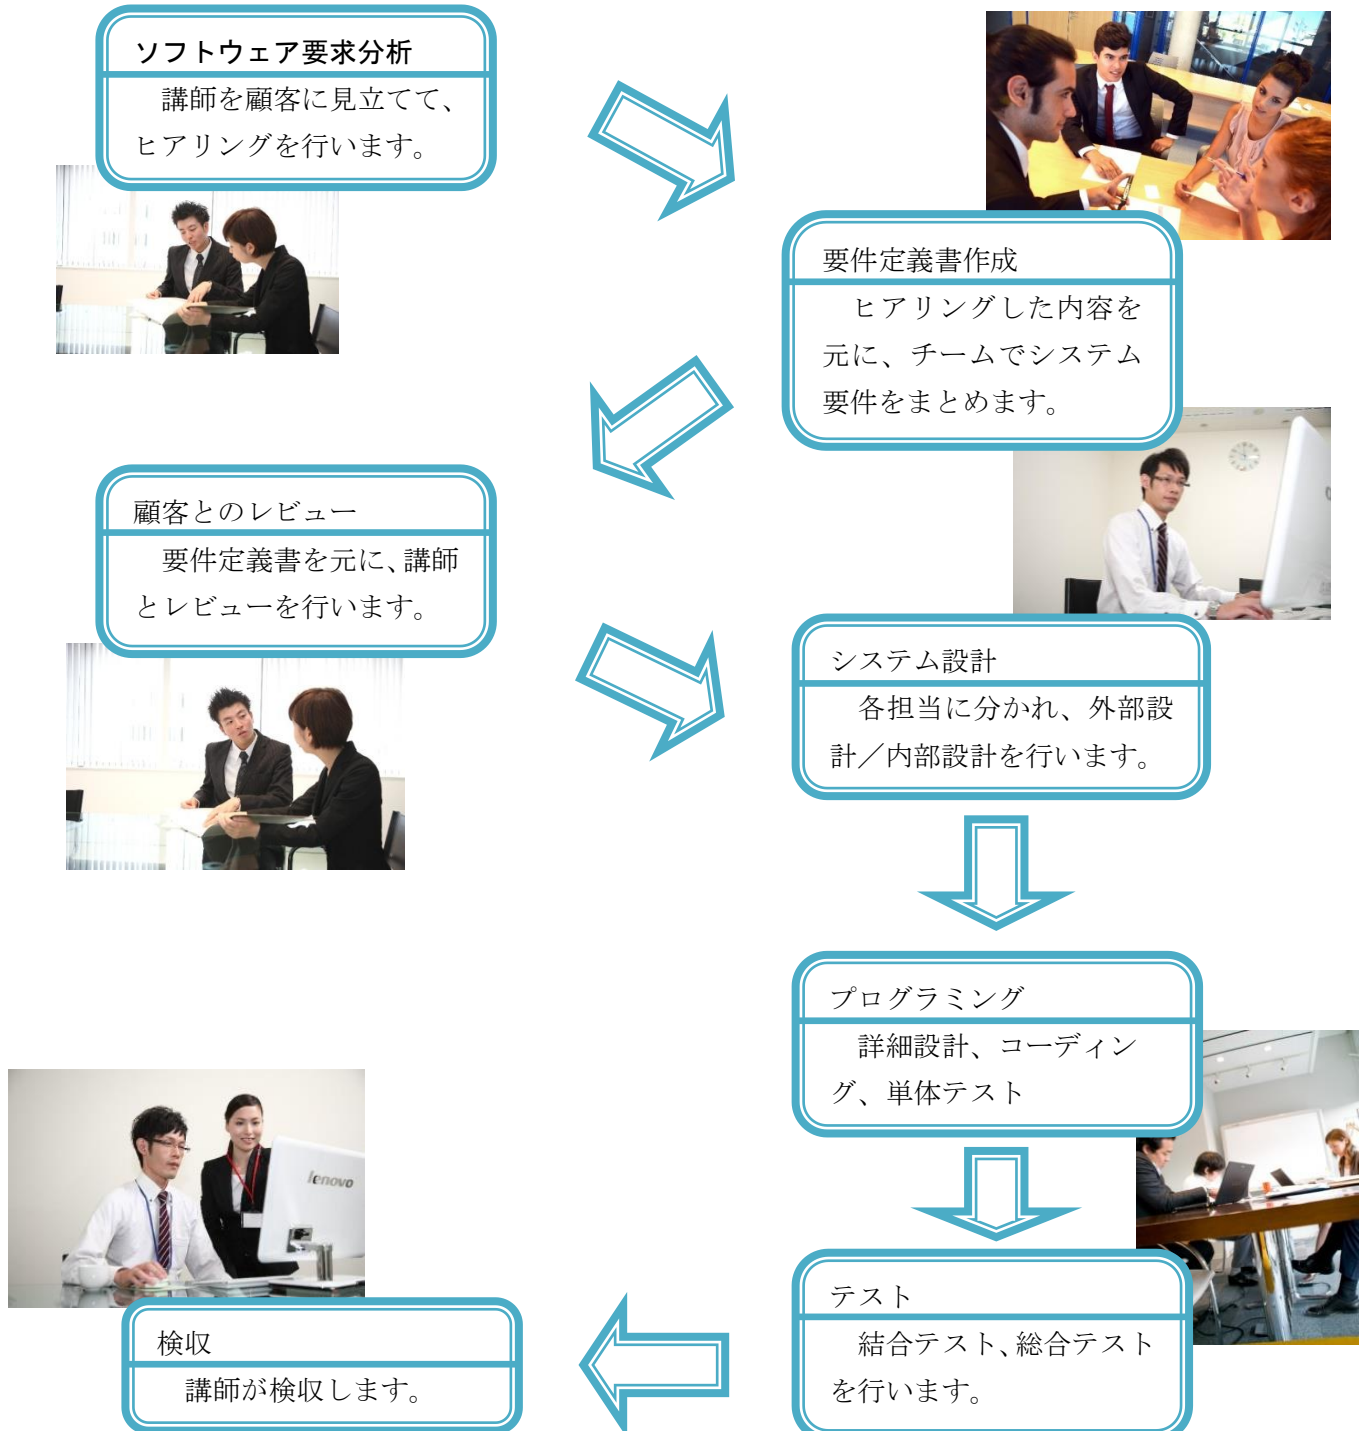 ソフトウェア要求分析
講師を顧客に見立てて、
ヒアリングを行います。
要件定義書作成
ヒアリングした内容を
元に、チームでシステム
要件をまとめます。
顧客とのレビュー
要件定義書を元に、講師
とレビューを行います。
システム設計
各担当に分かれ、外部設
計／内部設計を行います。
プログラミング
詳細設計、コーディン
グ、単体テスト
lenovo
テスト
結合テスト、総合テスト
を行います。
検収
講師が検収します。